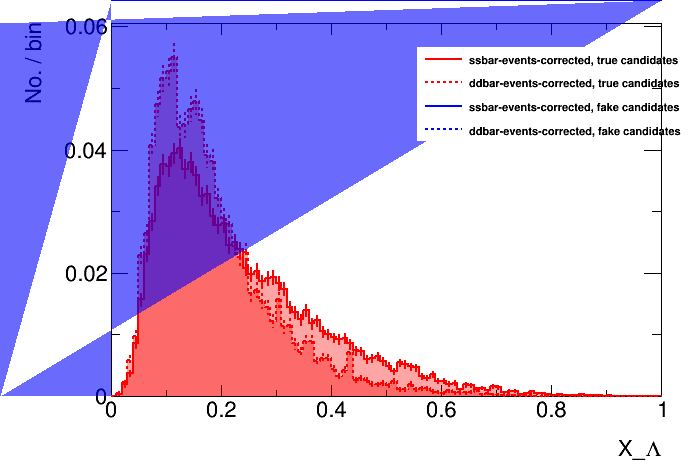 No. / bin
0.06
0.04
0.02
0
0 0.2 0.4 0.6 0.8 1
X_Λ
ssbar-events-corrected, true candidates
ddbar-events-corrected, true candidates
ssbar-events-corrected, fake candidates
ddbar-events-corrected, fake candidates